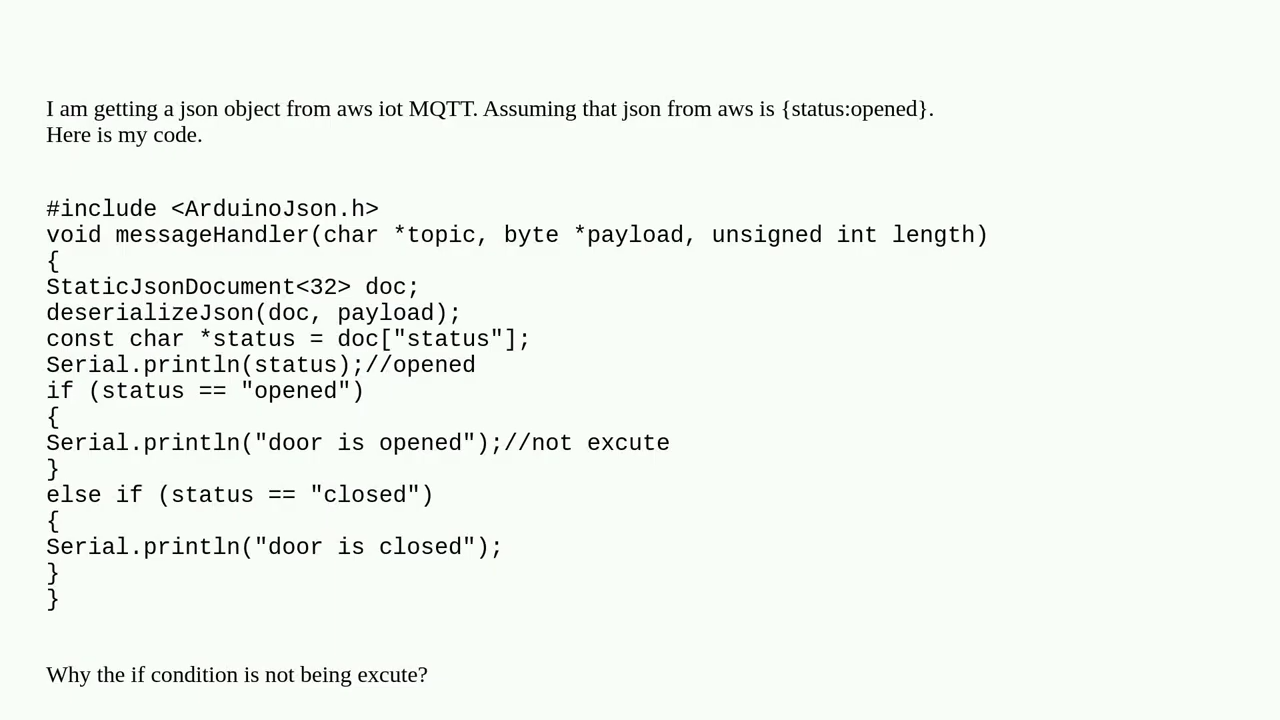 I am getting a json object from aws iot MQTT. Assuming that json from aws is {status:opened}.
Here is my code.
#include <ArduinoJson.h>
void messageHandler(char *topic, byte *payload, unsigned int length)
{
StaticJsonDocument<32> doc;
deserializeJson(doc, payload);
const char *status = doc["status"];
Serial.println(status);//opened
if (status == "opened")
{
Serial.println("door is opened");//not excute
}
else if (status == "closed")
{
Serial.println("door is closed");
}
}
Why the if condition is not being excute?